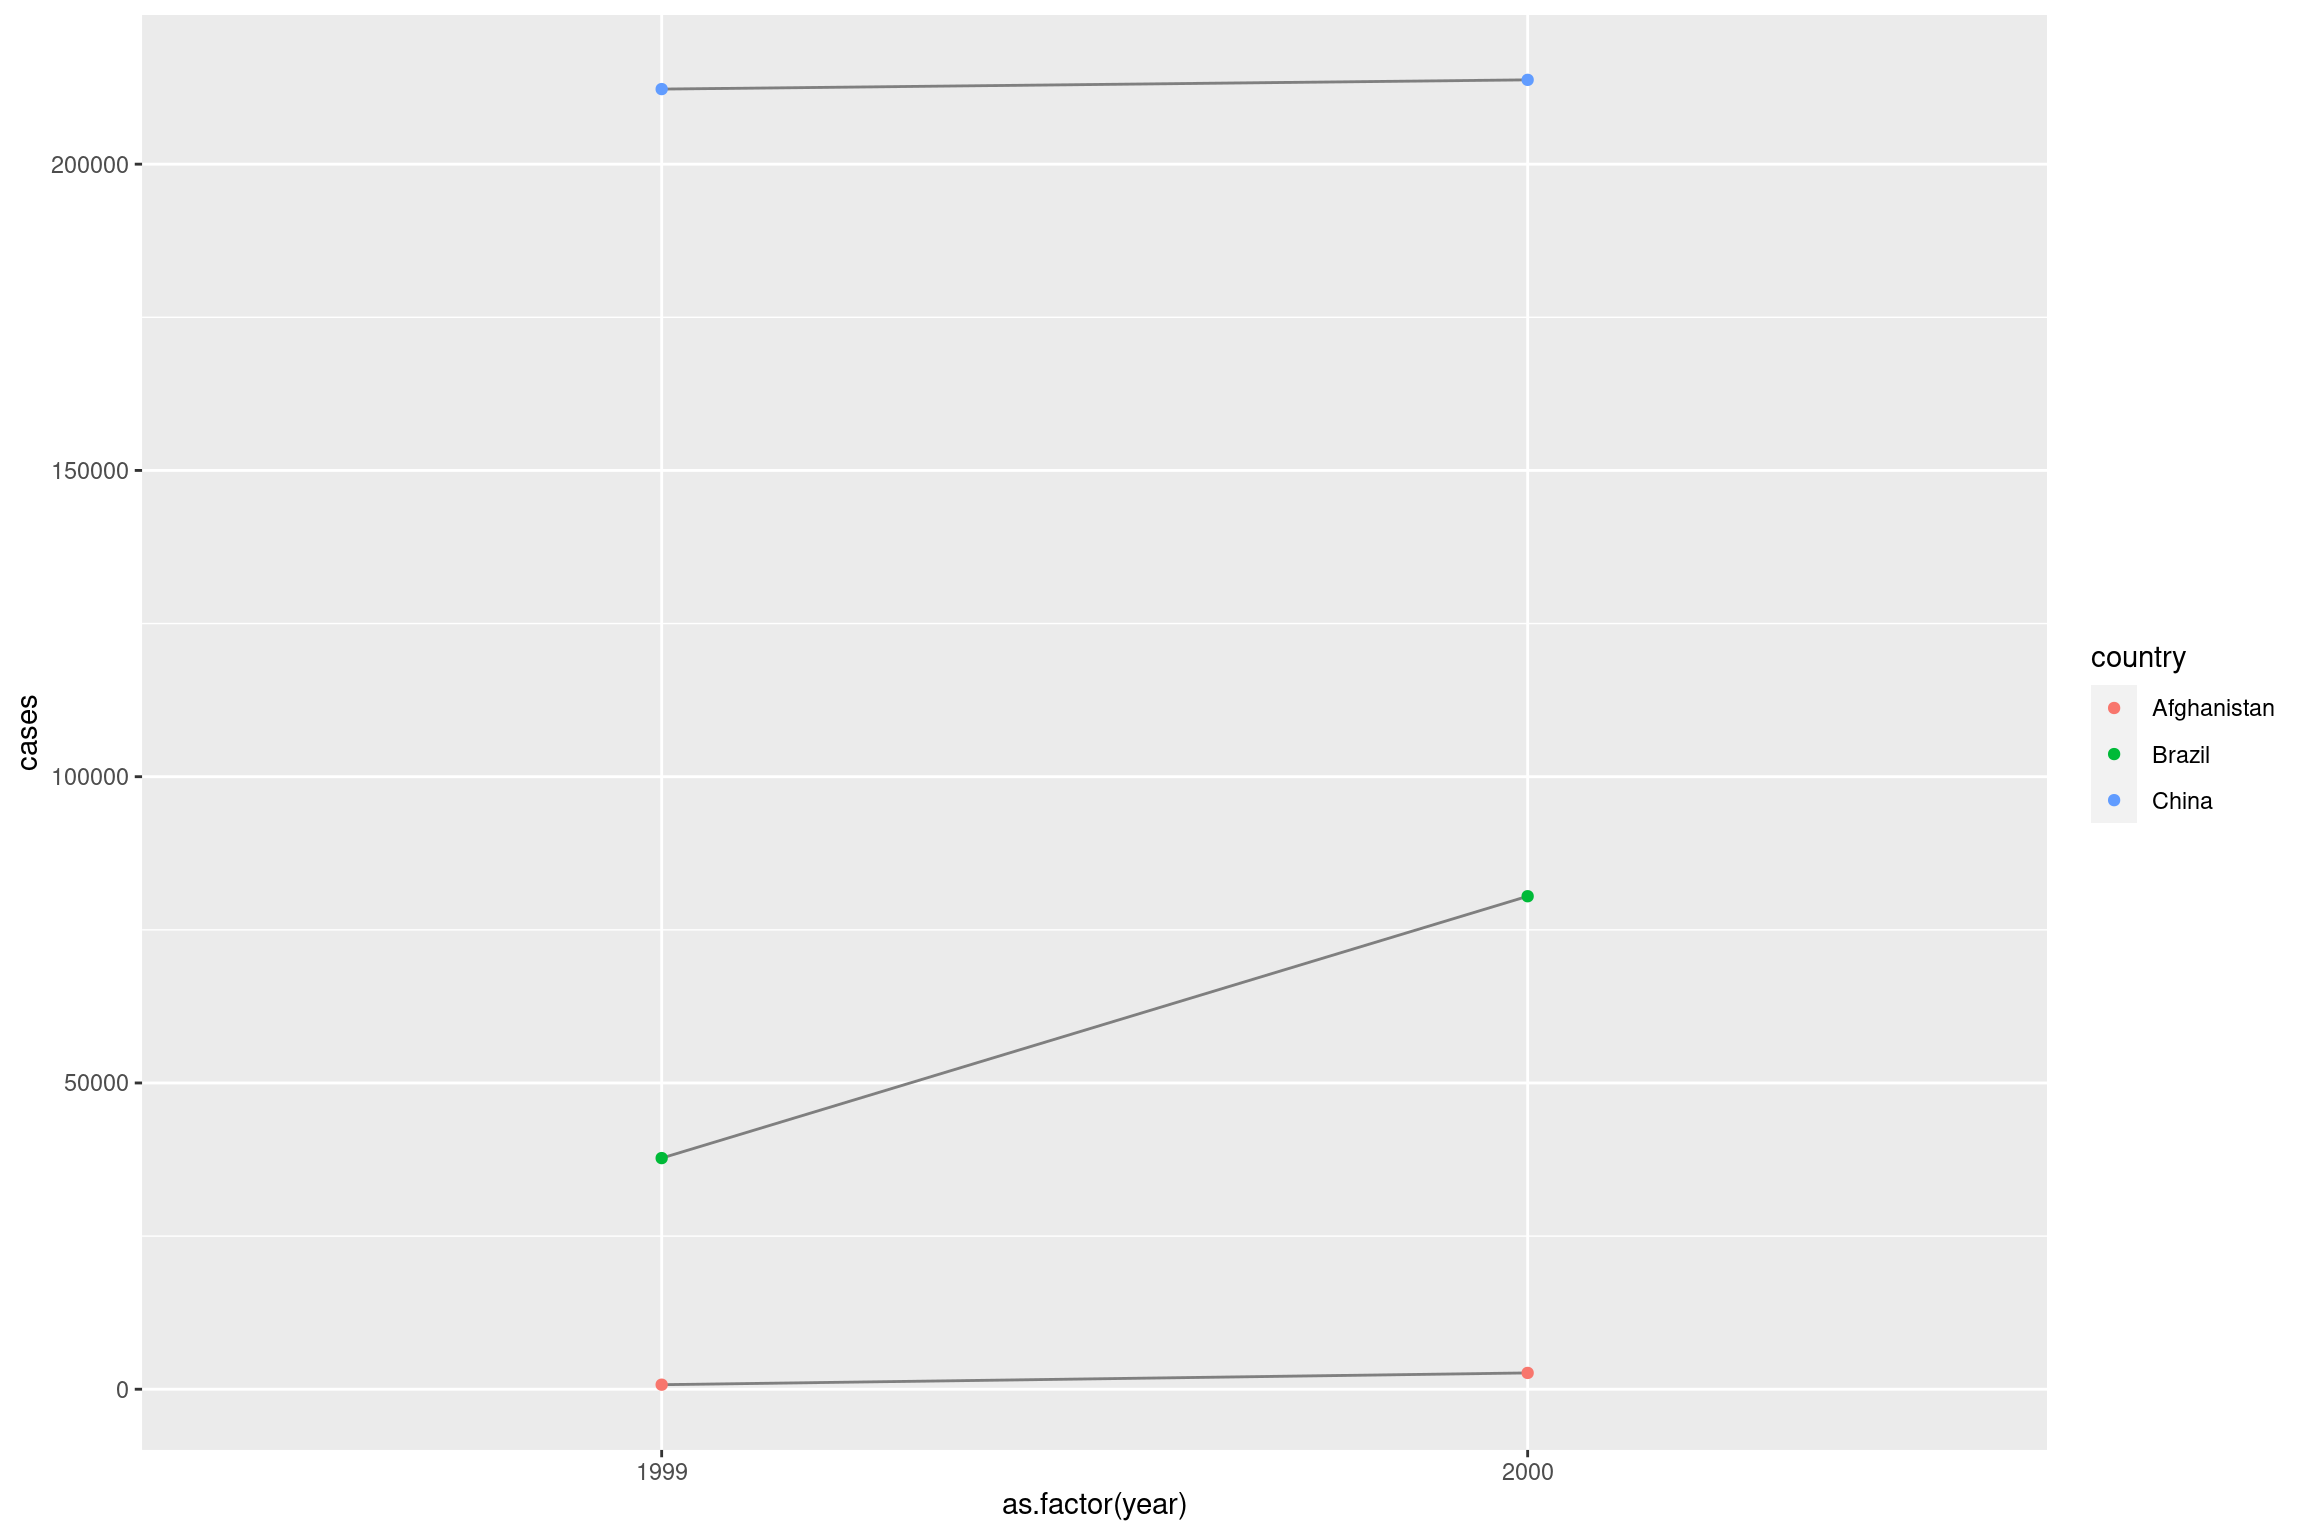 200000
150000
100000
50000
0
cases
1999
2000
as.factor(year)
country
Afghanistan
Brazil
China